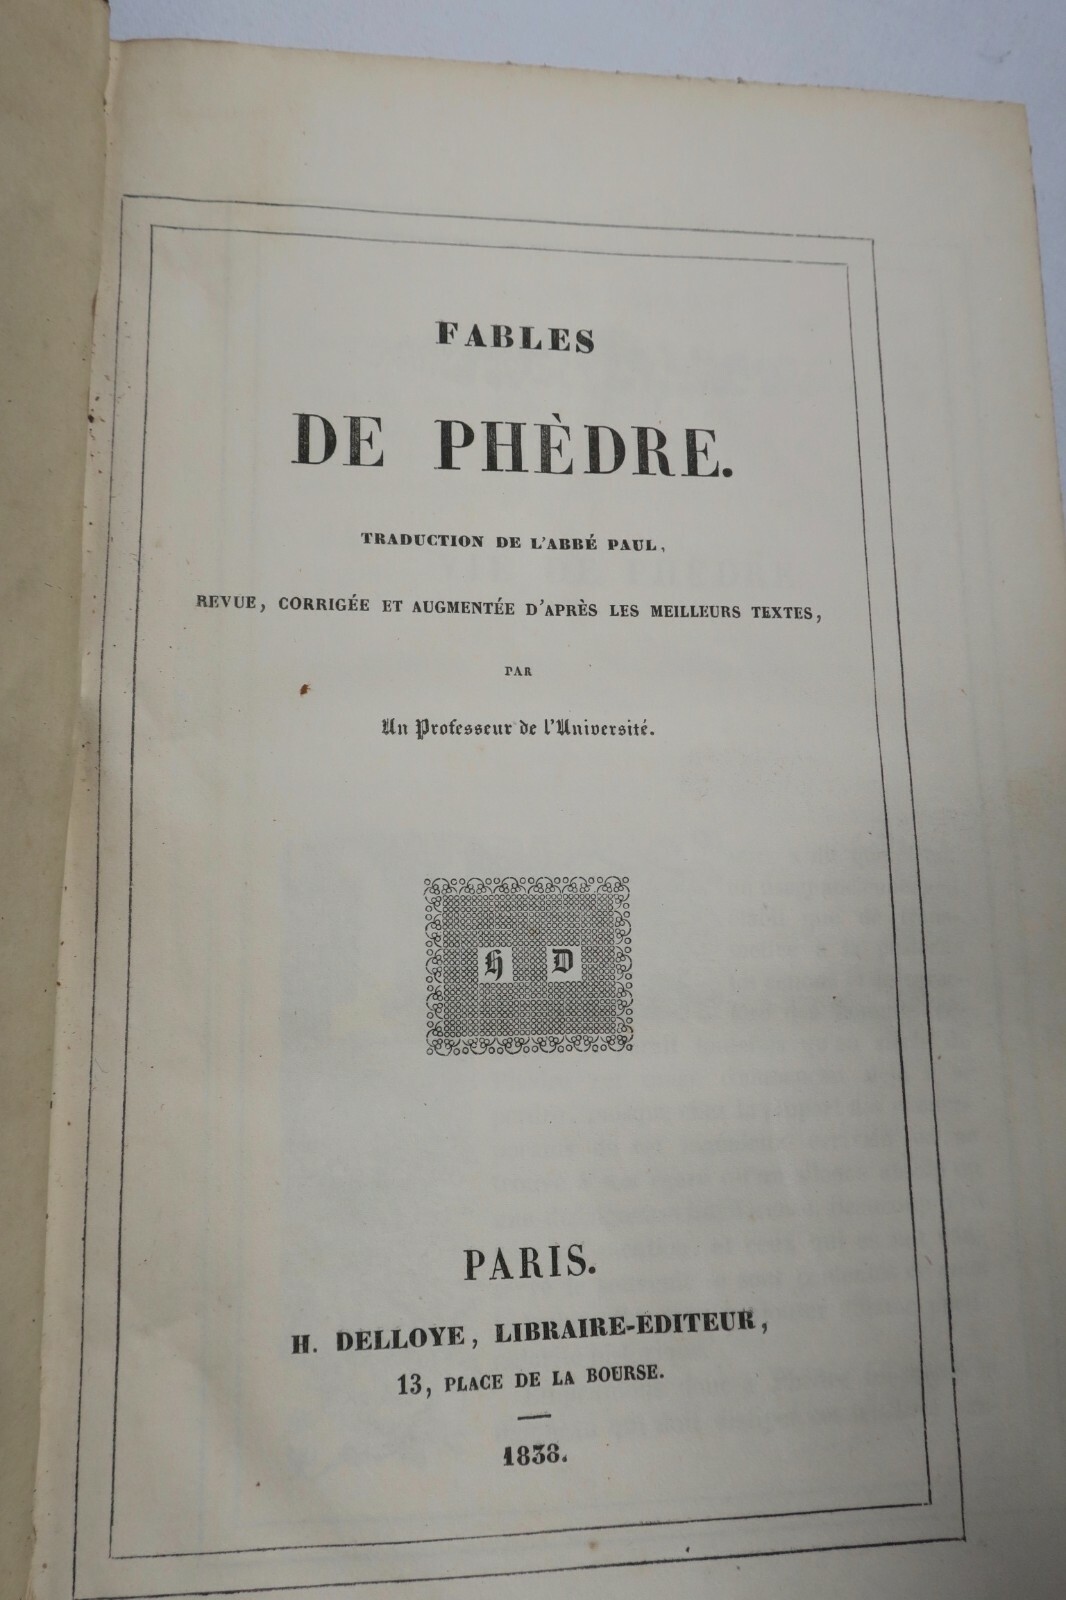 FABLES
DE PHÈDRE.
TRADUCTION DE L'ABBÉ PAUL,
REVUE, CORRIGÉE ET AUGMENTÉE D'APRÈS LES MEILLEURS TEXTES,
PAR
Un Professeur de l'Université.
H D
PARIS.
H. DELLOYE, LIBRAIRE-ÉDITEUR,
13, PLACE DE LA BOURSE.
1838.